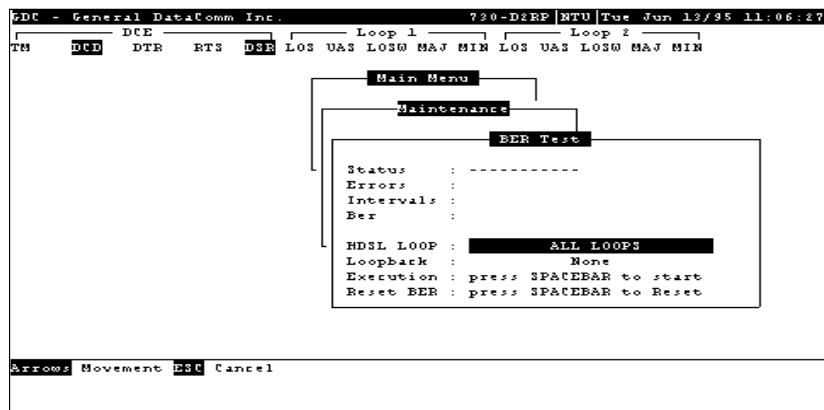 GDC - General DataComm Inc. 730-D2RP NTU Tue Jun 13/95 11:06:27
DCE Loop 1 Loop 2
TM DCD DTR RTS DSR LOS UAS LOSW MAJ MIN LOS UAS LOSW MAJ MIN
Main Menu
Maintenance
BER Test
Status : -----------
Errors :
Intervals :
Ber :
HDSL LOOP : ALL LOOPS
Loopback : None
Execution : press SPACEBAR to start
Reset BER : press SPACEBAR to Reset
Arrows Movement ESC Cancel